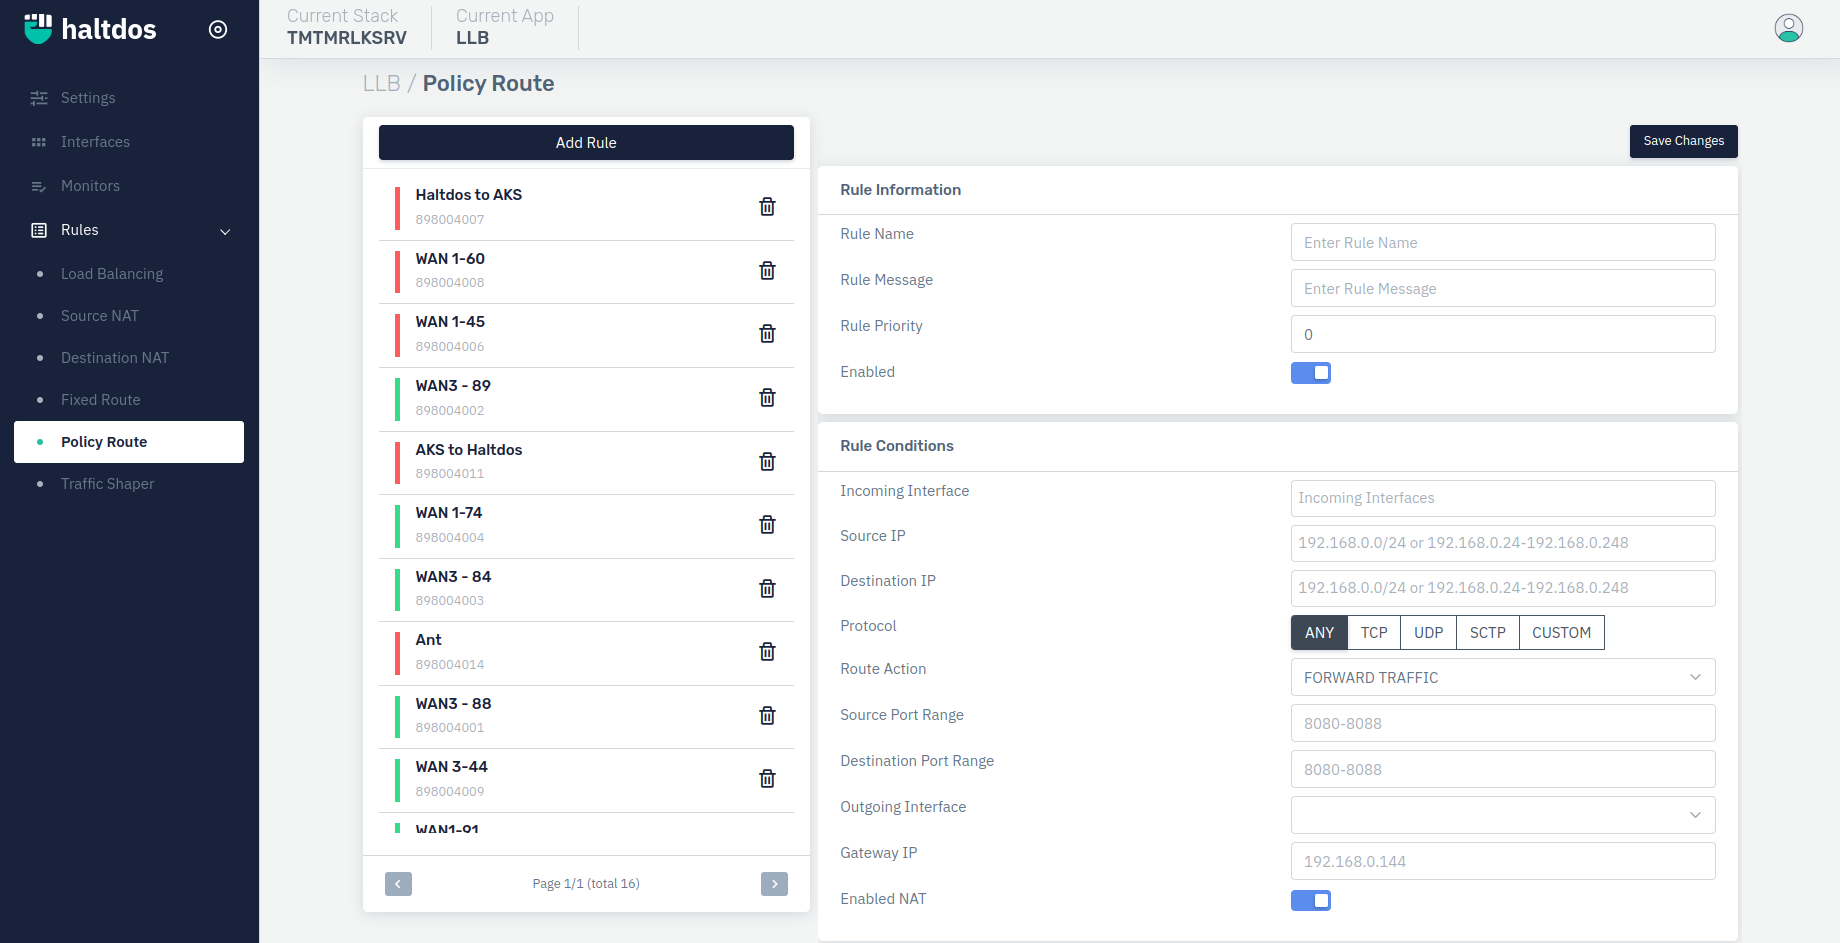 haltdos
Current Stack
TMTMRLKSRV
Current App
LLB
Settings
Interfaces
Monitors
Rules
Load Balancing
Source NAT
Destination NAT
Fixed Route
Policy Route
Traffic Shaper
LLB / Policy Route
Add Rule
Haltdos to AKS
898004007
WAN 1-60
898004008
WAN 1-45
898004006
WAN3 - 89
898004002
AKS to Haltdos
898004011
WAN 1-74
898004004
WAN3 - 84
898004003
Ant
898004014
WAN3 - 88
898004001
WAN 3-44
898004009
WAN1-91
Page 1/1 (total 16)
Save Changes
Rule Information
Rule Name
Enter Rule Name
Rule Message
Enter Rule Message
Rule Priority
0
Enabled
Rule Conditions
Incoming Interface
Incoming Interfaces
Source IP
192.168.0.0/24 or 192.168.0.24-192.168.0.248
Destination IP
192.168.0.0/24 or 192.168.0.24-192.168.0.248
Protocol
ANY TCP UDP SCTP CUSTOM
Route Action
FORWARD TRAFFIC
Source Port Range
8080-8088
Destination Port Range
8080-8088
Outgoing Interface
Gateway IP
192.168.0.144
Enabled NAT